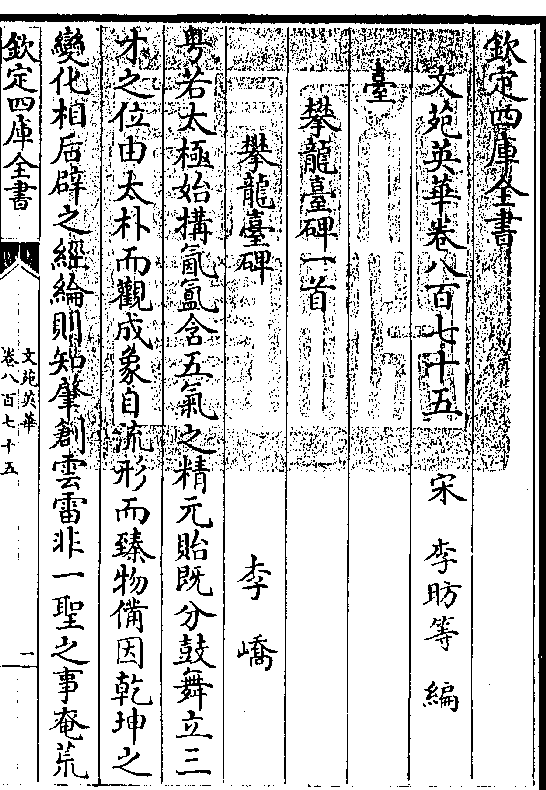 欽定四庫全書
文苑英華卷八百七十五　宋　李昉等　編
臺
攀龍臺碑一首
攀龍臺碑　李嶠
粤若太極始搆氤氳含五氣之精元貽既分鼓舞立三
才之位由太朴而觀成象自流形而臻物備因乾坤之
變化相后辟之經綸則知肇創雲雷非一聖之事奄荒
欽定四庫全書
文苑英華
卷八百七十五